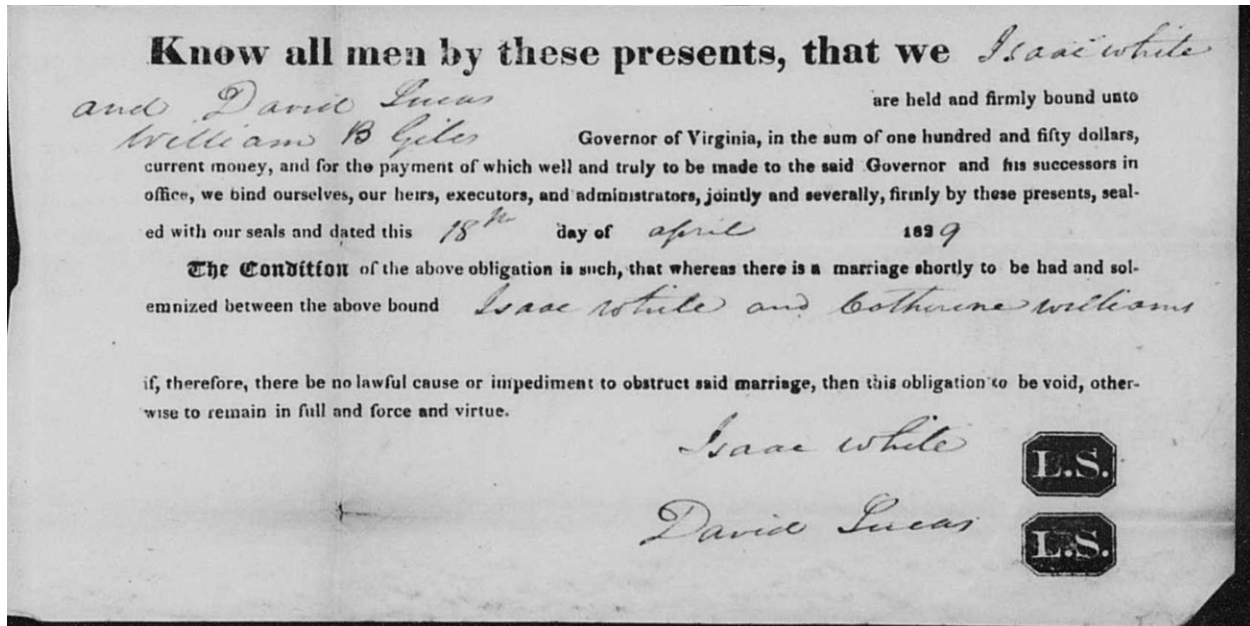 Know all men by these presents, that we Isaac White
and David Lucas are held and firmly bound unto
William B Giles Governor of Virginia, in the sum of one hundred and fifty dollars,
current money, and for the payment of which well and truly to be made to the said Governor and his successors in
office, we bind ourselves, our heirs, executors, and administrators, jointly and severally, firmly by these presents, seal-
ed with our seals and dated this 18th day of april 1829
The Condition of the above obligation is such, that whereas there is a marriage shortly to be had and sol-
emnized between the above bound Isaac White and Catherine Williams
if, therefore, there be no lawful cause or impediment to obstruct said marriage, then this obligation to be void, other-
wise to remain in full and force and virtue.
Isaac White L.S.
David Lucas L.S.